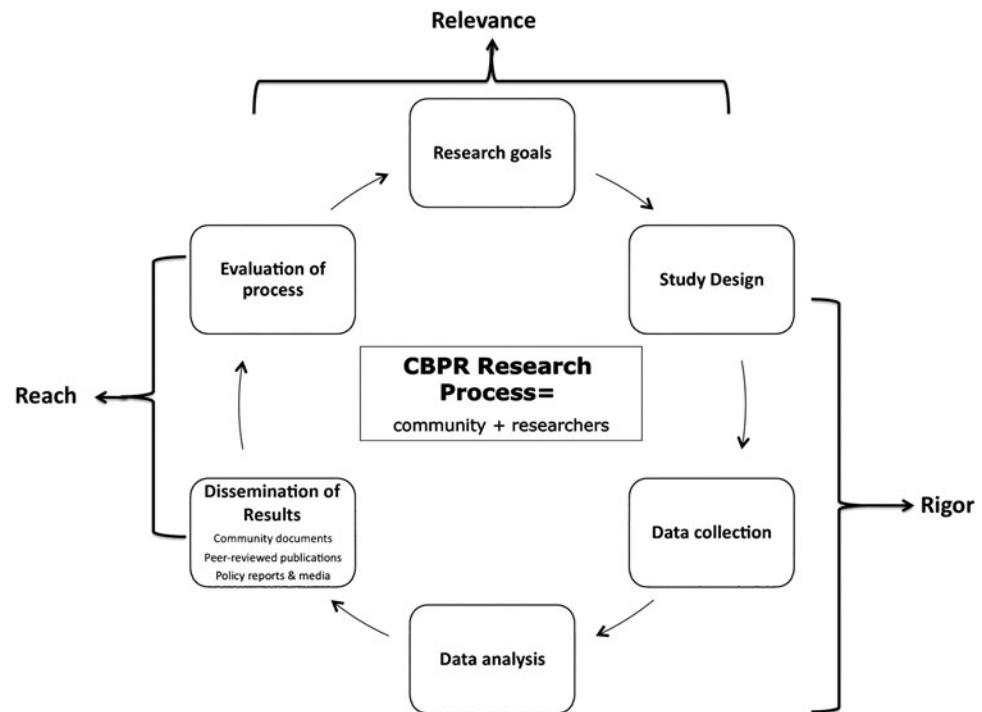 Relevance
Research goals
Evaluation of
process
Study Design
CBPR Research
Process=
community + researchers
Reach
Dissemination of
Results
Community documents
Peer-reviewed publications
Policy reports & media
Data collection
Rigor
Data analysis